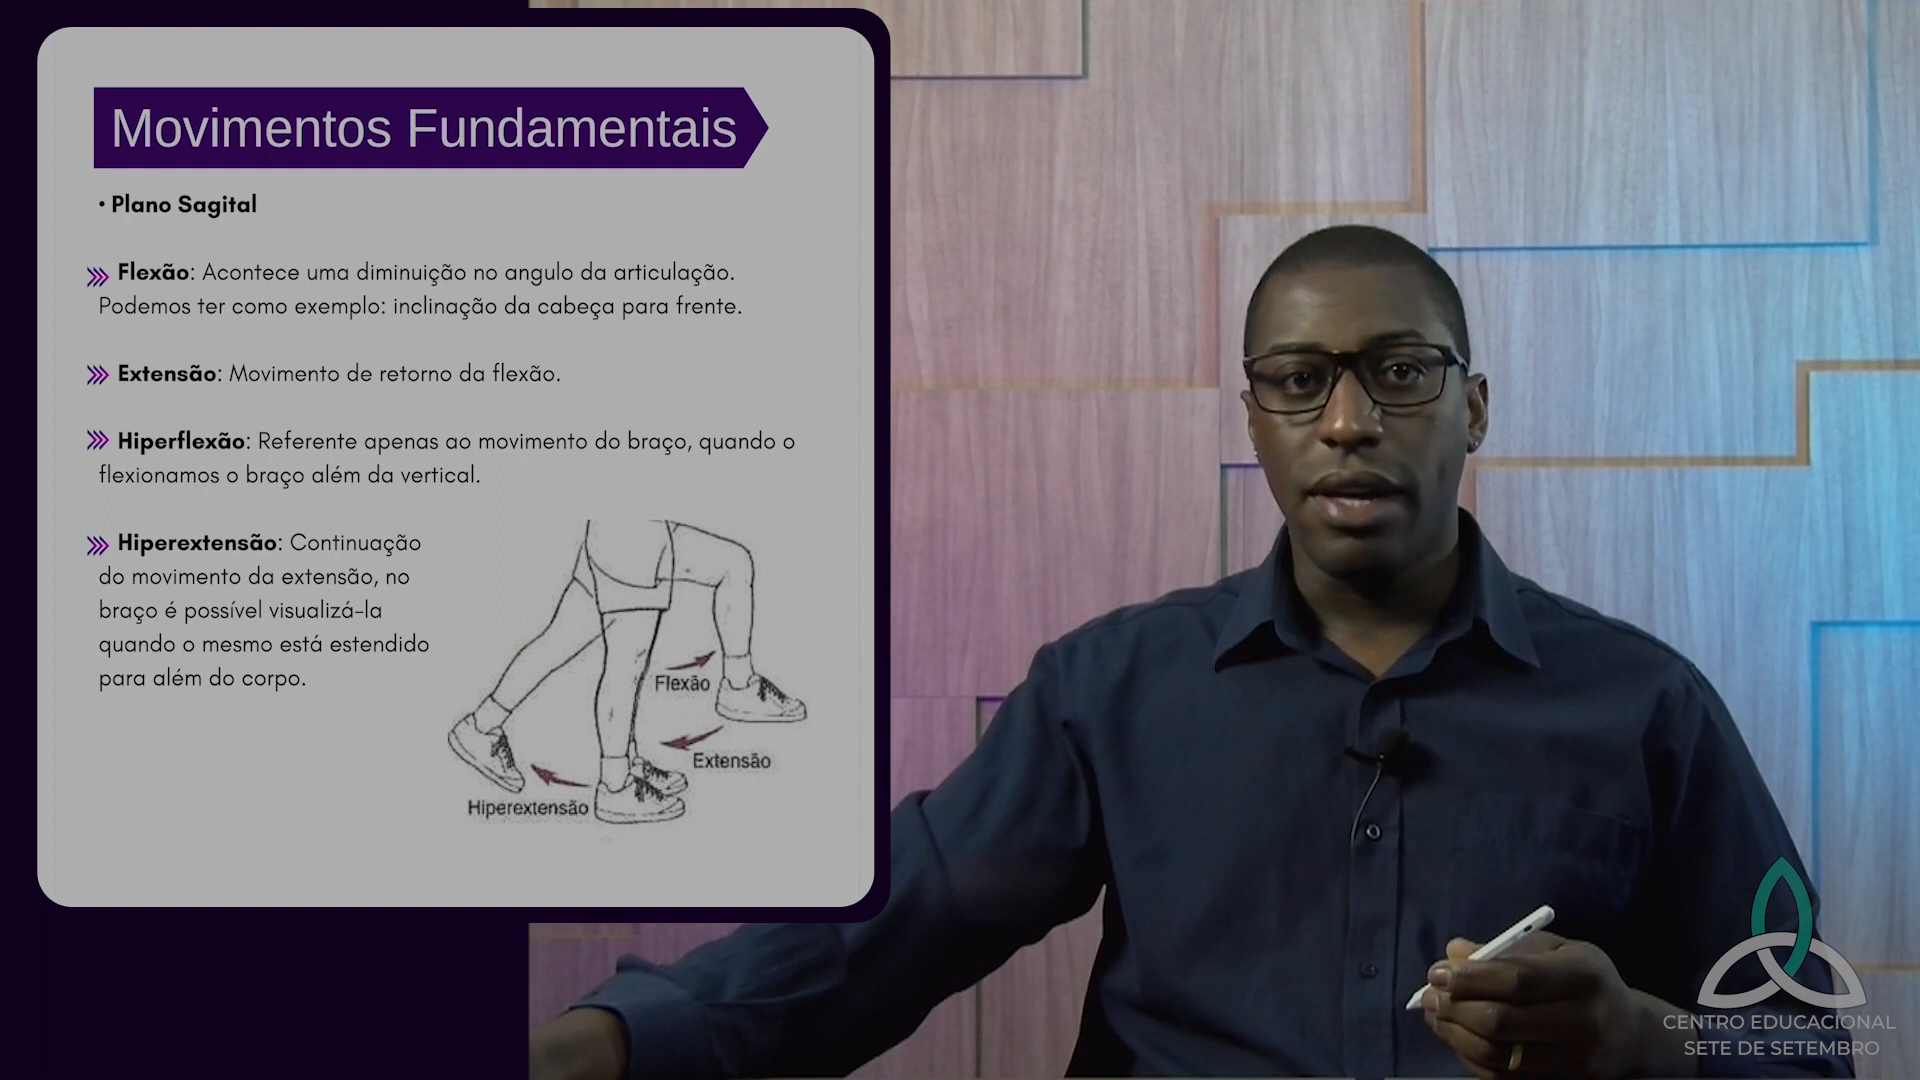 Movimentos Fundamentais
• Plano Sagital
Flexão: Acontece uma diminuição no angulo da articulação.
Podemos ter como exemplo: inclinação da cabeça para frente.
Extensão: Movimento de retorno da flexão.
Hiperflexão: Referente apenas ao movimento do braço, quando o
flexionamos o braço além da vertical.
Hiperextensão: Continuação
do movimento da extensão, no
braço é possível visualizá-la
quando o mesmo está estendido
para além do corpo.
Flexão
Extensão
Hiperextensão
CENTRO EDUCACIONAL
SETE DE SETEMBRO